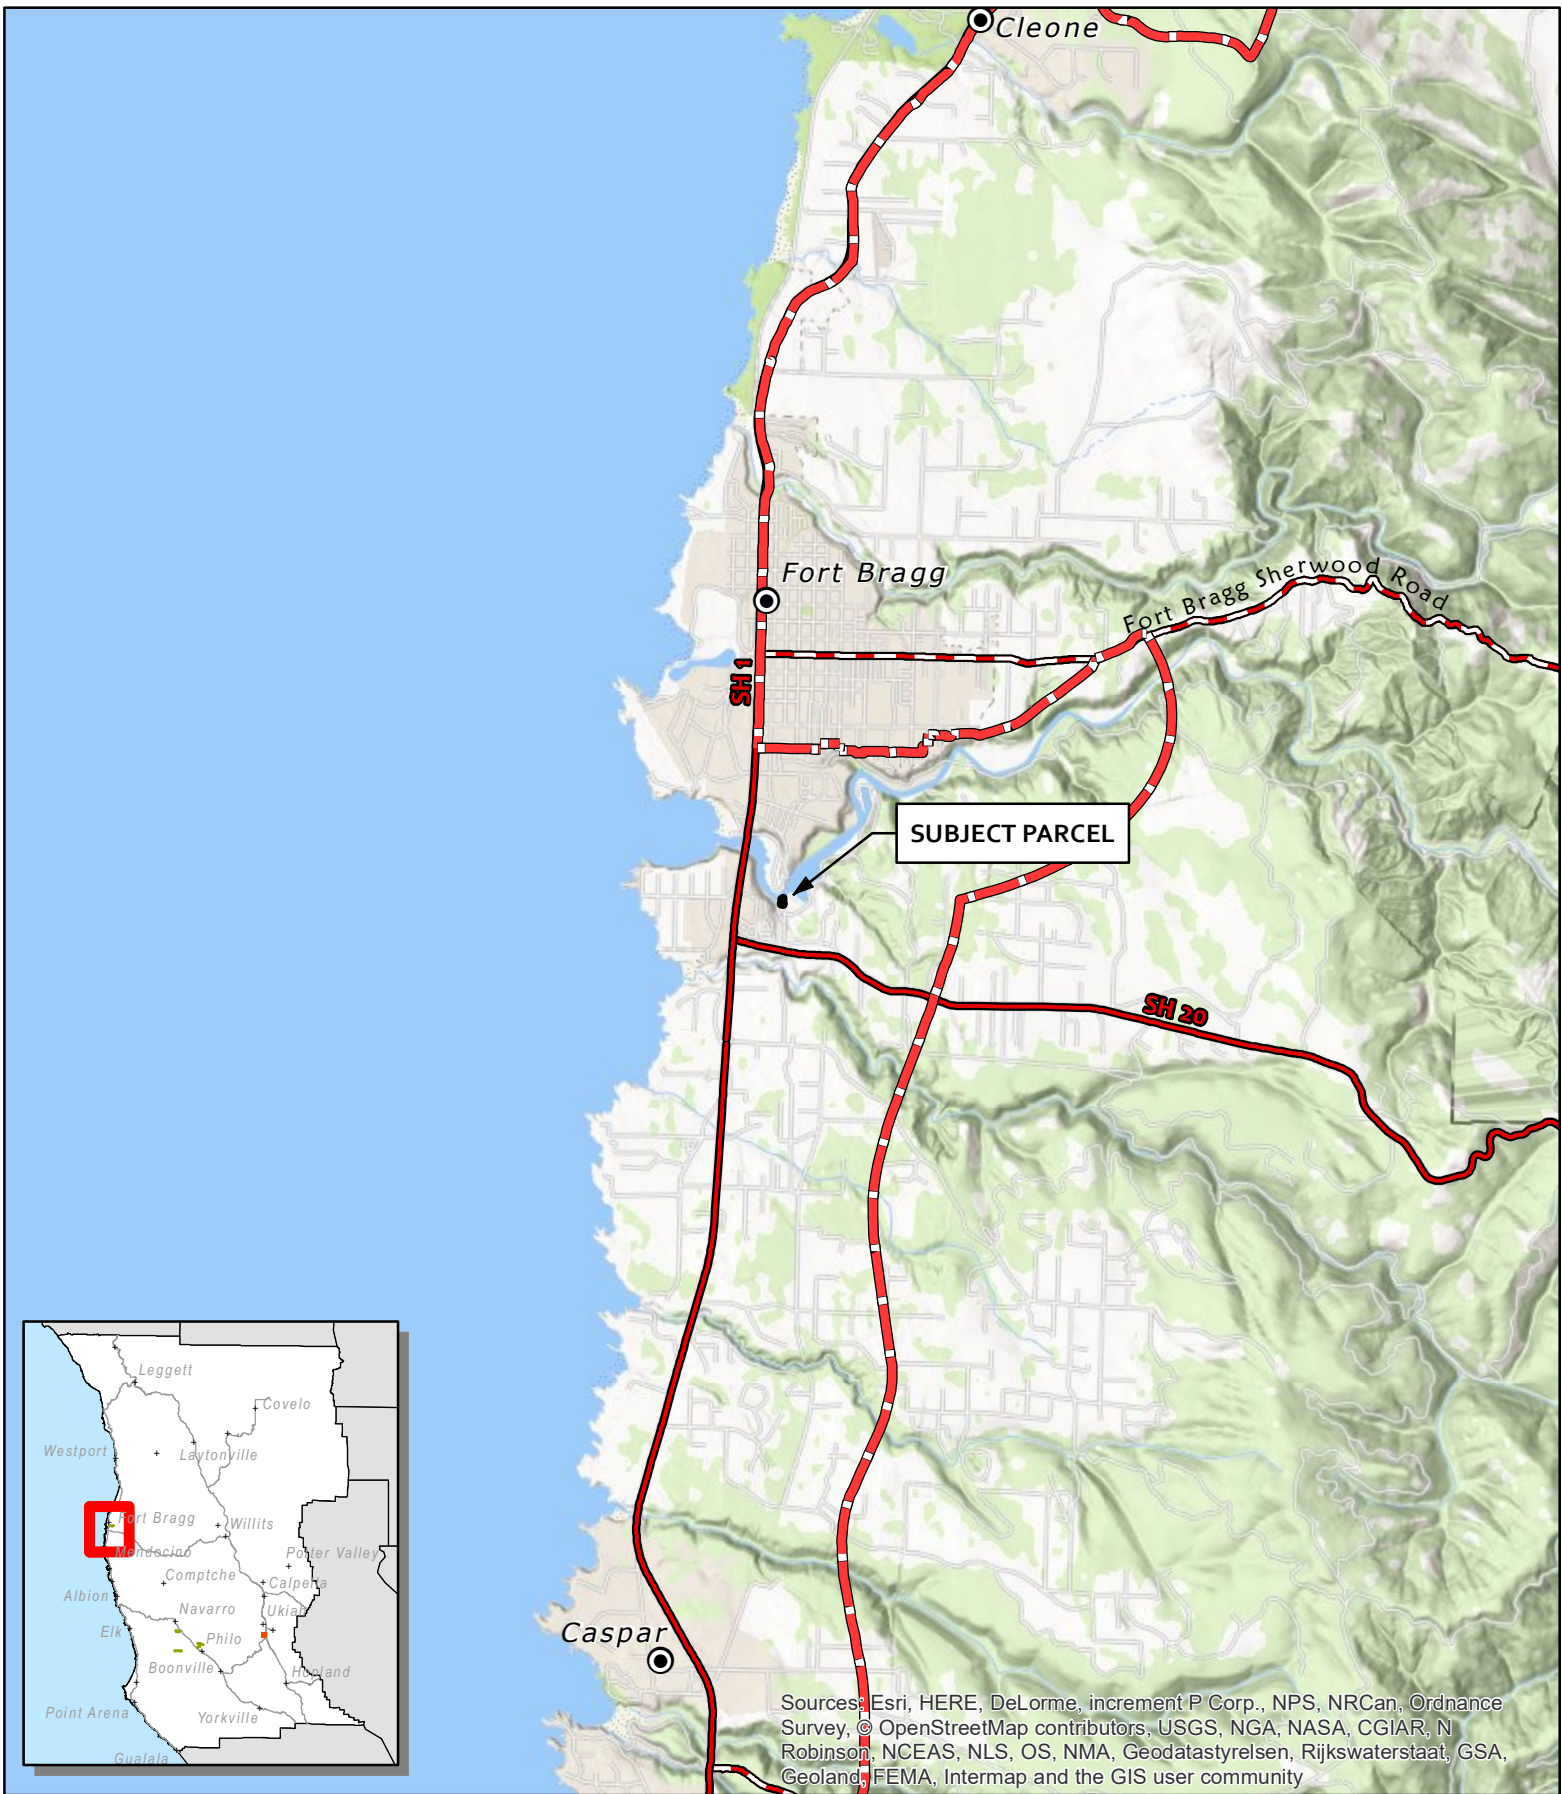 Cleone
Fort Bragg
Fort Bragg Sherwood Road
SH 1
SUBJECT PARCEL
SH 20
Caspar
Leggett
Covelo
Westport
Laytonville
Fort Bragg
Willits
Mendocino
Potter Valley
Comptche
Calpella
Albion
Navarro
Ukiah
Elk
Philo
Boonville
Hopland
Point Arena
Yorkville
Gualala
Sources: Esri, HERE, DeLorme, increment P Corp., NPS, NRCan, Ordnance
Survey, © OpenStreetMap contributors, USGS, NGA, NASA, CGIAR, N
Robinson, NCEAS, NLS, OS, NMA, Geodatastyrelsen, Rijkswaterstaat, GSA,
Geoland, FEMA, Intermap and the GIS user community